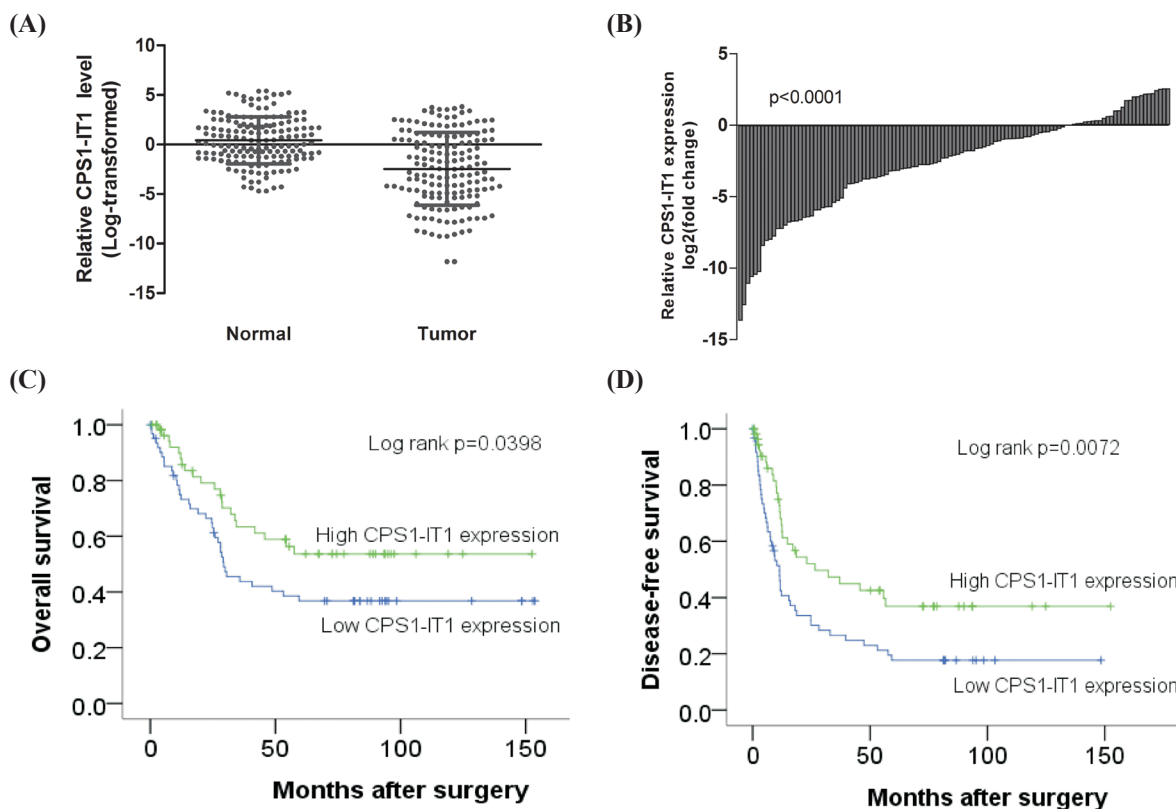 (A)
Relative CPS1-IT1 level
(Log-transformed)
10
5
0
-5
-10
-15
Normal
Tumor
(B)
Relative CPS1-IT1 expression
log2(fold change)
5
0
-5
-10
-15
p<0.0001
(C)
Overall survival
1.0
0.8
0.6
0.4
0.2
0.0
Log rank p=0.0398
High CPS1-IT1 expression
Low CPS1-IT1 expression
0
50
100
150
Months after surgery
(D)
Disease-free survival
1.0
0.8
0.6
0.4
0.2
0.0
Log rank p=0.0072
High CPS1-IT1 expression
Low CPS1-IT1 expression
0
50
100
150
Months after surgery